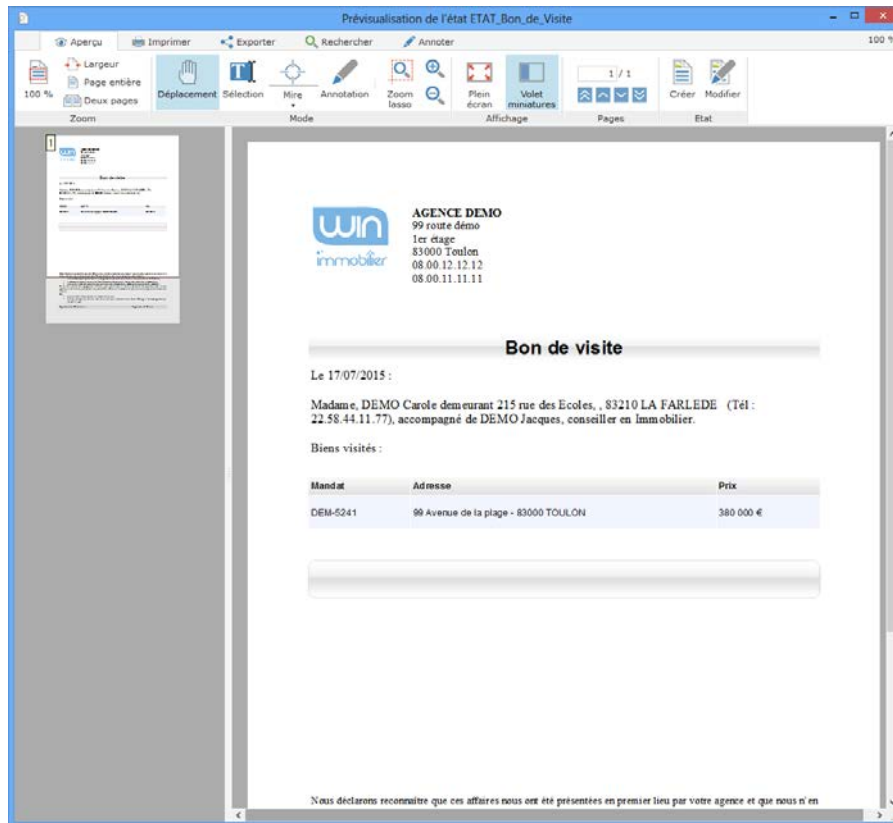 Prévisualisation de l'état ETAT_Bon_de_Visite
Aperçu Imprimer Exporter Rechercher Annoter 100 %
100 % Largeur
Page entière
Deux pages
Déplacement Sélection Mire Annotation Zoom lasso Plein écran Volet miniatures 1 / 1 Créer Modifier
Zoom Mode Affichage Pages Etat
1
win
immobilier
AGENCE DEMO
99 route démo
1er étage
83000 Toulon
08.00.12.12.12
08.00.11.11.11
Bon de visite
Le 17/07/2015 :
Madame, DEMO Carole demeurant 215 rue des Ecoles, , 83210 LA FARLEDE (Tél :
22.58.44.11.77), accompagné de DEMO Jacques, conseiller en Immobilier.
Biens visités :
Mandat Adresse Prix
DEM-5241 99 Avenue de la plage - 83000 TOULON 380 000 €
Nous déclarons reconnaître que ces affaires nous ont été présentées en premier lieu par votre agence et que nous n'en